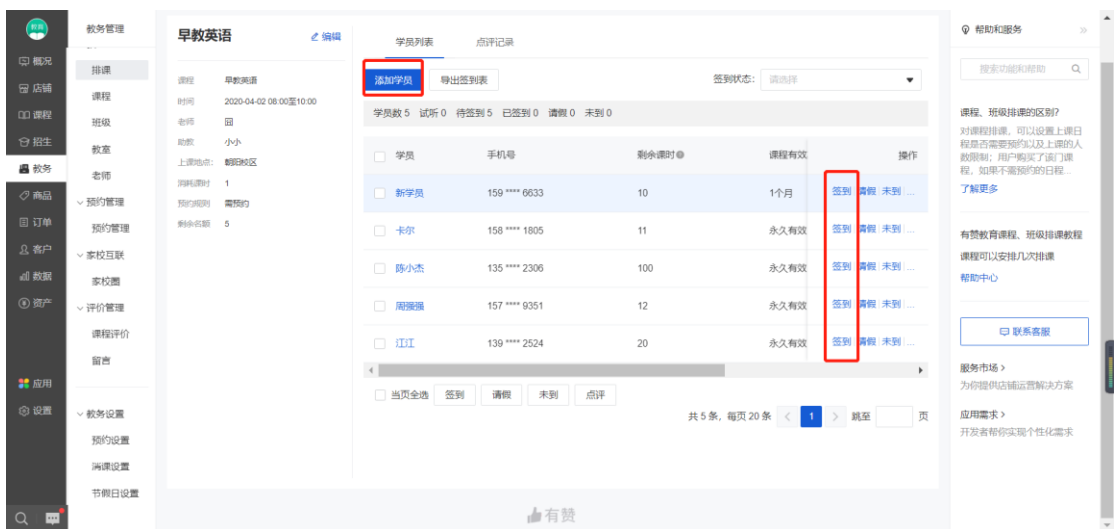 教务管理
概况
店铺
课程
招生
教务
商品
订单
客户
数据
资产
应用
设置
排课
课程
班级
教室
老师
预约管理
预约管理
家校互联
家校圈
评价管理
课程评价
留言
教务设置
预约设置
消课设置
节假日设置
早教英语
编辑
课程 早教英语
时间 2020-04-02 08:00至10:00
老师 囧
助教 小小
上课地点: 朝阳校区
消耗课时 1
预约规则 需预约
剩余名额 5
学员列表 点评记录
添加学员 导出签到表 签到状态: 请选择
学员数 5 试听 0 待签到 5 已签到 0 请假 0 未到 0
学员 手机号 剩余课时 课程有效 操作
新学员 159 **** 6633 10 1个月 签到 请假 未到 ...
卡尔 158 **** 1805 11 永久有效 签到 请假 未到 ...
陈小杰 135 **** 2306 100 永久有效 签到 请假 未到 ...
周强强 157 **** 9351 12 永久有效 签到 请假 未到 ...
江江 139 **** 2524 20 永久有效 签到 请假 未到 ...
当页全选 签到 请假 未到 点评
共 5 条, 每页 20 条 < 1 > 跳至 页
有赞
帮助和服务 »
搜索功能和帮助
课程、班级排课的区别?
对课程排课，可以设置上课日
程是否需要预约以及上课的人
数限制；用户购买了该门课
程，如果不需预约的日程...
了解更多
有赞教育课程、班级排课教程
课程可以安排几次排课
帮助中心
联系客服
服务市场 >
为你提供店铺运营解决方案
应用需求 >
开发者帮你实现个性化需求